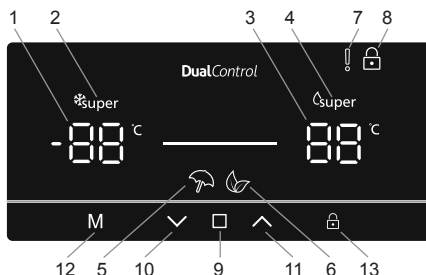 1 2 3 4 7 8
DualControl
super super
-88 °C 88 °C
M
12 5 10 9 11 6 13